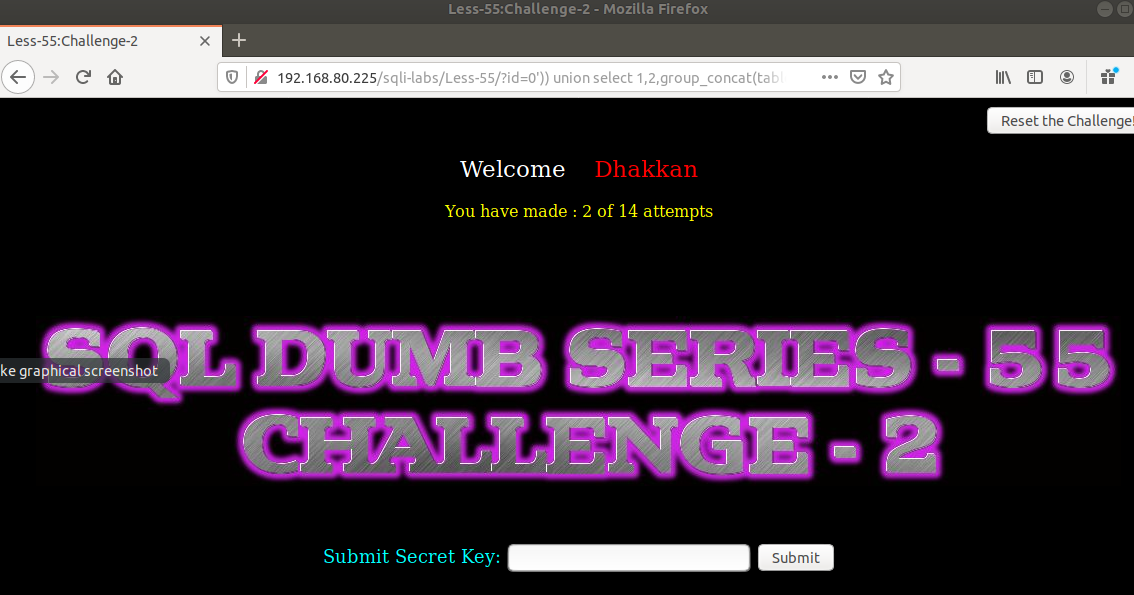 Less-55:Challenge-2 - Mozilla Firefox
Less-55:Challenge-2
192.168.80.225/sqli-labs/Less-55/?id=0')) union select 1,2,group_concat(tabl
Reset the Challenge!
Welcome Dhakkan
You have made : 2 of 14 attempts
SQL DUMB SERIES - 55
ke graphical screenshot
CHALLENGE - 2
Submit Secret Key: Submit